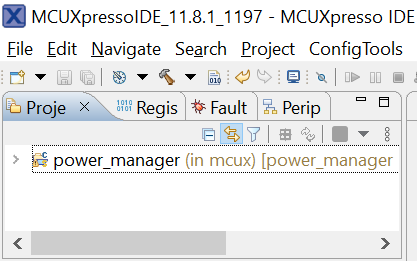 MCUXpressoIDE_11.8.1_1197 - MCUXpresso IDE
File Edit Navigate Search Project ConfigTools
Proje Regis Fault Perip
power_manager (in mcux) [power_manager